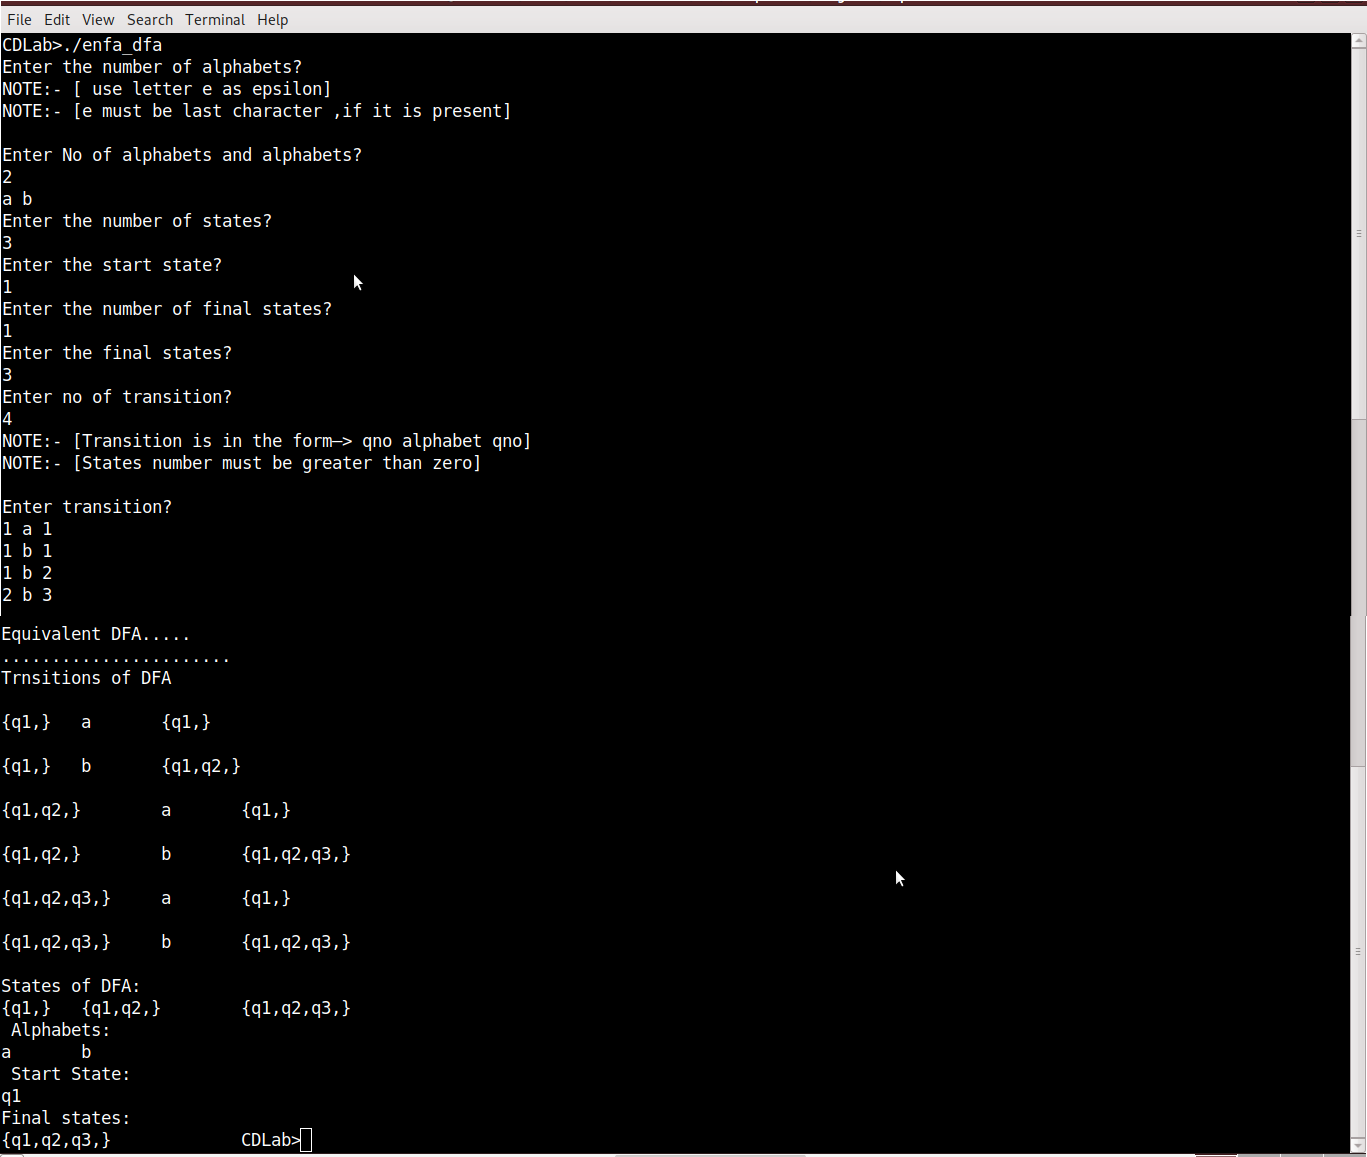 File Edit View Search Terminal Help
CDLab>./enfa_dfa
Enter the number of alphabets?
NOTE:- [ use letter e as epsilon]
NOTE:- [e must be last character ,if it is present]
Enter No of alphabets and alphabets?
2
a b
Enter the number of states?
3
Enter the start state?
1
Enter the number of final states?
1
Enter the final states?
3
Enter no of transition?
4
NOTE:- [Transition is in the form—> qno alphabet qno]
NOTE:- [States number must be greater than zero]
Enter transition?
1 a 1
1 b 1
1 b 2
2 b 3
Equivalent DFA.....
.......................
Trnsitions of DFA
{q1,} a {q1,}
{q1,} b {q1,q2,}
{q1,q2,} a {q1,}
{q1,q2,} b {q1,q2,q3,}
{q1,q2,q3,} a {q1,}
{q1,q2,q3,} b {q1,q2,q3,}
States of DFA:
{q1,} {q1,q2,} {q1,q2,q3,}
Alphabets:
a b
Start State:
q1
Final states:
{q1,q2,q3,} CDLab>